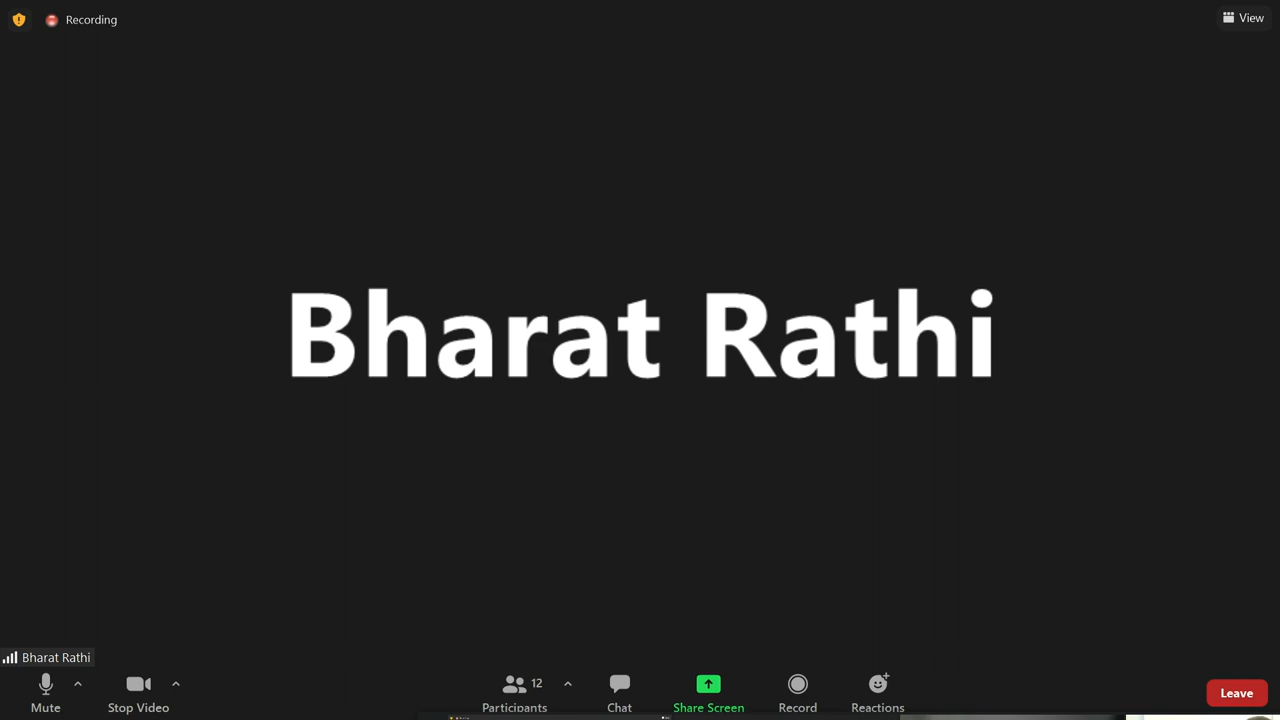 Recording
View
Bharat Rathi
Bharat Rathi
Mute
Stop Video
12
Participants
Chat
Share Screen
Record
Reactions
Leave